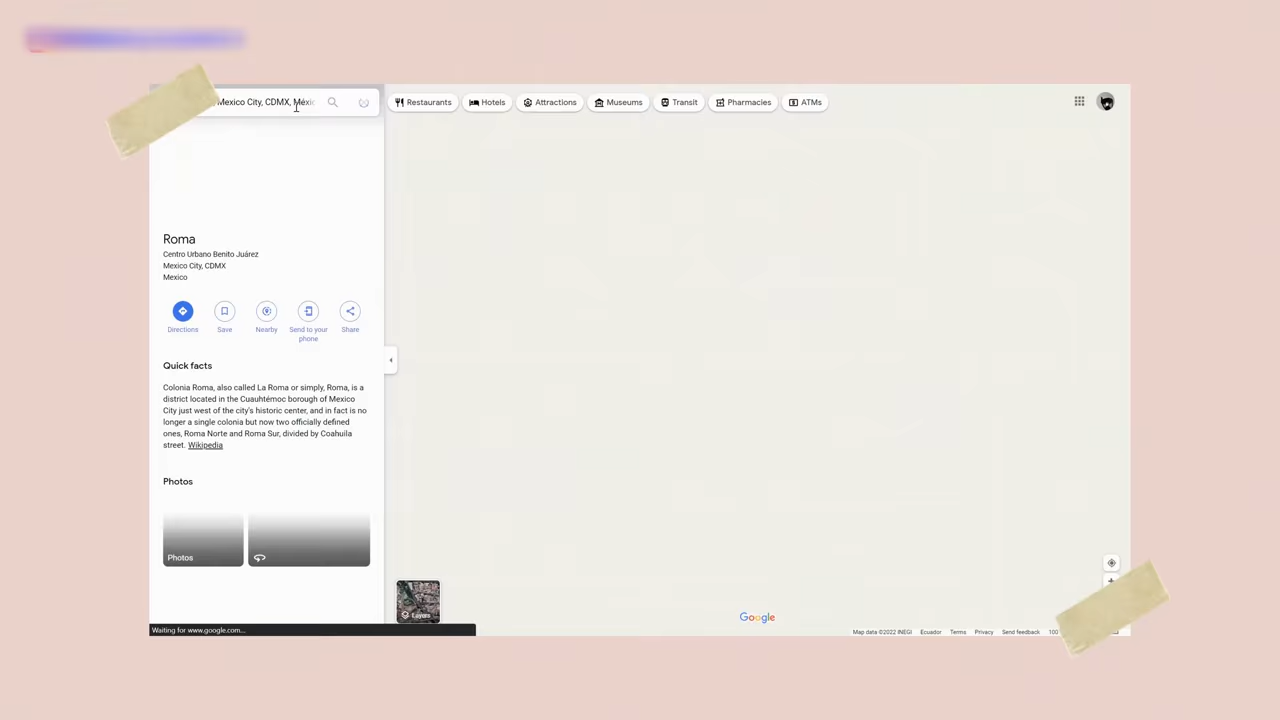 Mexico City, CDMX, Méxic
Restaurants
Hotels
Attractions
Museums
Transit
Pharmacies
ATMs
Roma
Centro Urbano Benito Juárez
Mexico City, CDMX
Mexico
Directions
Save
Nearby
Send to your
phone
Share
Quick facts
Colonia Roma, also called La Roma or simply, Roma, is a
district located in the Cuauhtémoc borough of Mexico
City just west of the city's historic center, and in fact is no
longer a single colonia but now two officially defined
ones, Roma Norte and Roma Sur, divided by Coahuila
street. Wikipedia
Photos
Photos
Layers
Google
Waiting for www.google.com...
Map data ©2022 INEGI Ecuador Terms Privacy Send feedback 100